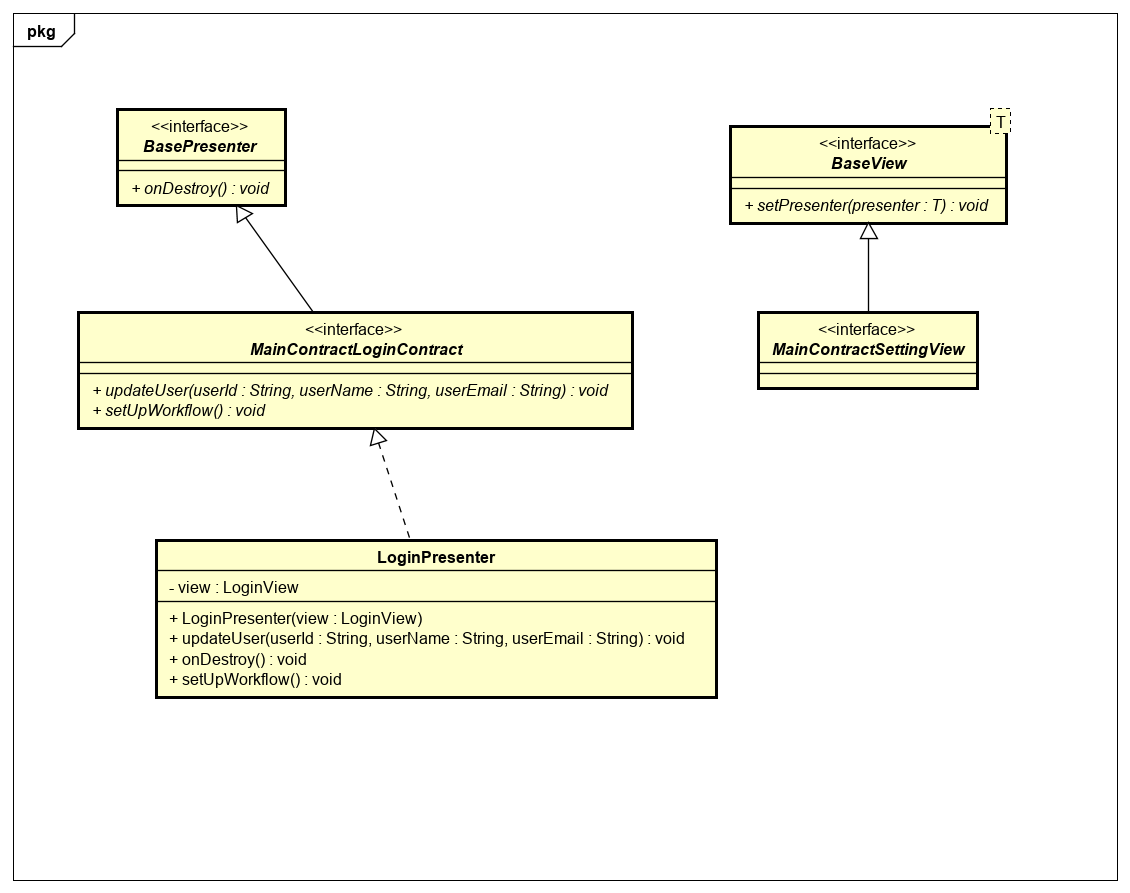 pkg
<<interface>>
BasePresenter
+ onDestroy() : void
T
<<interface>>
BaseView
+ setPresenter(presenter : T) : void
<<interface>>
MainContractLoginContract
+ updateUser(userId : String, userName : String, userEmail : String) : void
+ setUpWorkflow() : void
<<interface>>
MainContractSettingView
LoginPresenter
- view : LoginView
+ LoginPresenter(view : LoginView)
+ updateUser(userId : String, userName : String, userEmail : String) : void
+ onDestroy() : void
+ setUpWorkflow() : void